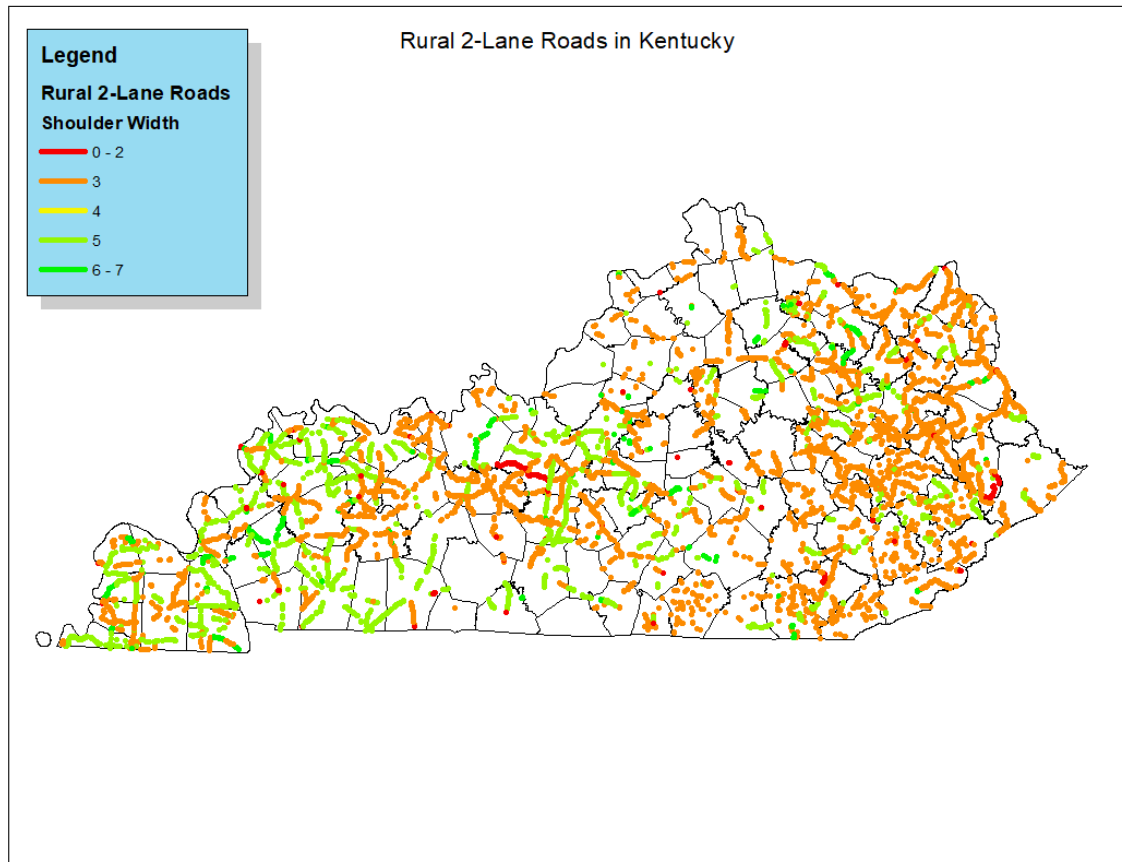 Rural 2-Lane Roads in Kentucky
Legend
Rural 2-Lane Roads
Shoulder Width
0 - 2
3
4
5
6 - 7